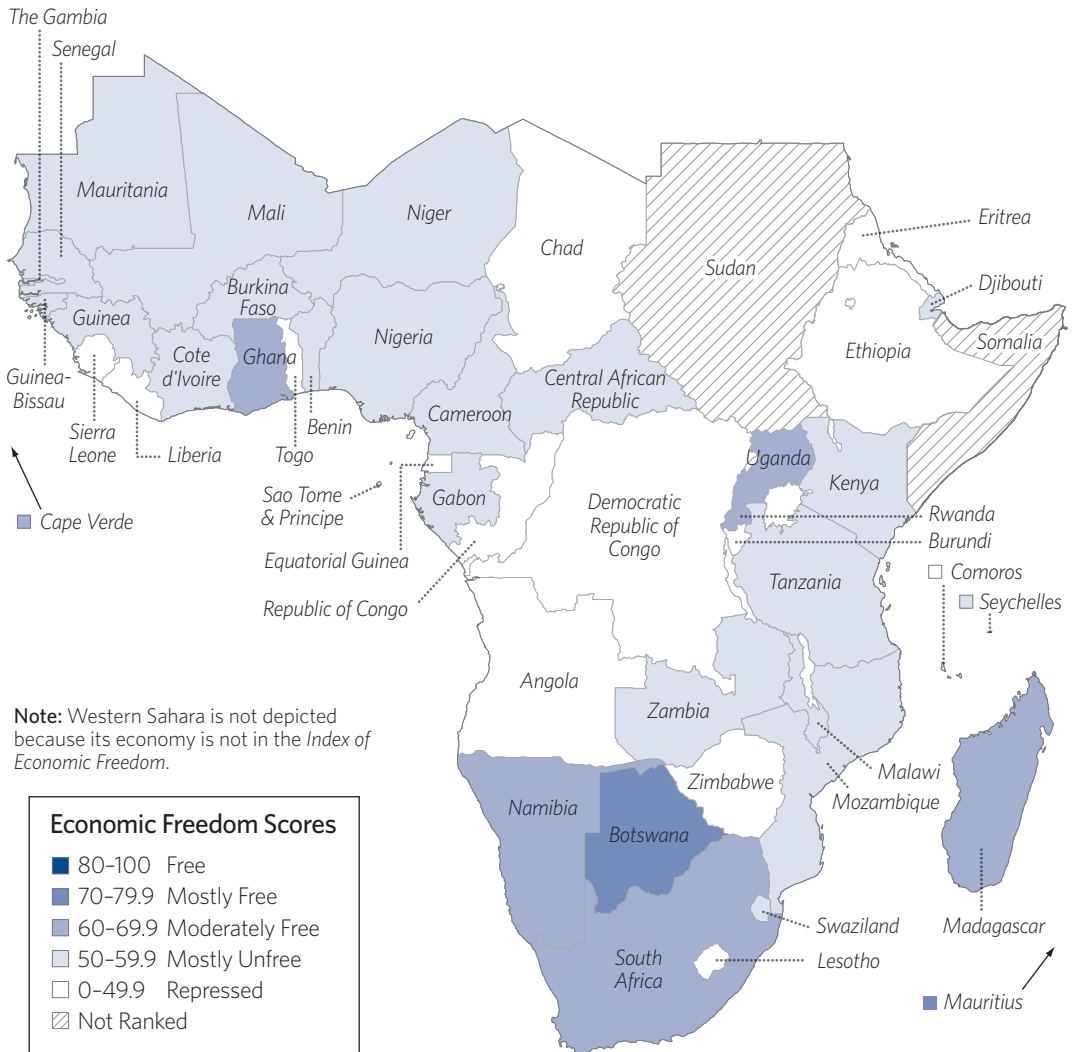 The Gambia
Senegal
Mauritania
Mali
Niger
Chad
Sudan
Eritrea
Djibouti
Burkina
Faso
Guinea
Nigeria
Ethiopia
Somalia
Cote
d'Ivoire
Ghana
Guinea-
Bissau
Central African
Republic
Cameroon
Sierra
Leone
Liberia
Togo
Benin
Uganda
Kenya
Sao Tome
& Principe
Gabon
Democratic
Republic of
Congo
Cape Verde
Rwanda
Burundi
Equatorial Guinea
Comoros
Tanzania
Seychelles
Republic of Congo
Angola
Zambia
Note: Western Sahara is not depicted
because its economy is not in the Index of
Economic Freedom.
Malawi
Zimbabwe
Mozambique
Namibia
Botswana
Economic Freedom Scores
80–100 Free
70–79.9 Mostly Free
60–69.9 Moderately Free
50–59.9 Mostly Unfree
0–49.9 Repressed
Not Ranked
Swaziland
Madagascar
South
Africa
Lesotho
Mauritius